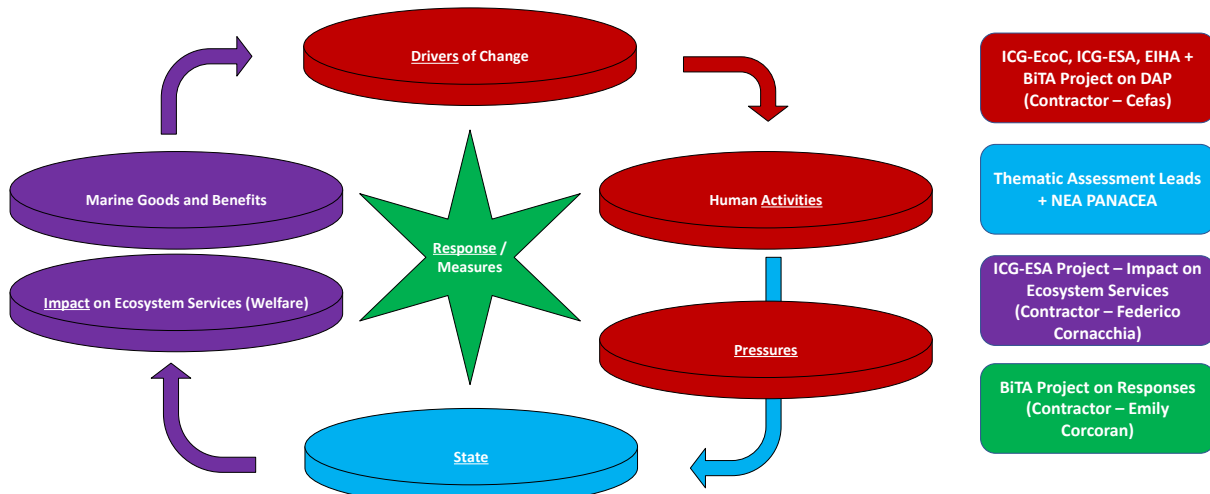 Drivers of Change
Marine Goods and Benefits
Human Activities
Response /
Measures
Impact on Ecosystem Services (Welfare)
Pressures
State
ICG-EcoC, ICG-ESA, EIHA +
BiTA Project on DAP
(Contractor – Cefas)
Thematic Assessment Leads
+ NEA PANACEA
ICG-ESA Project – Impact on
Ecosystem Services
(Contractor – Federico
Cornacchia)
BiTA Project on Responses
(Contractor – Emily
Corcoran)